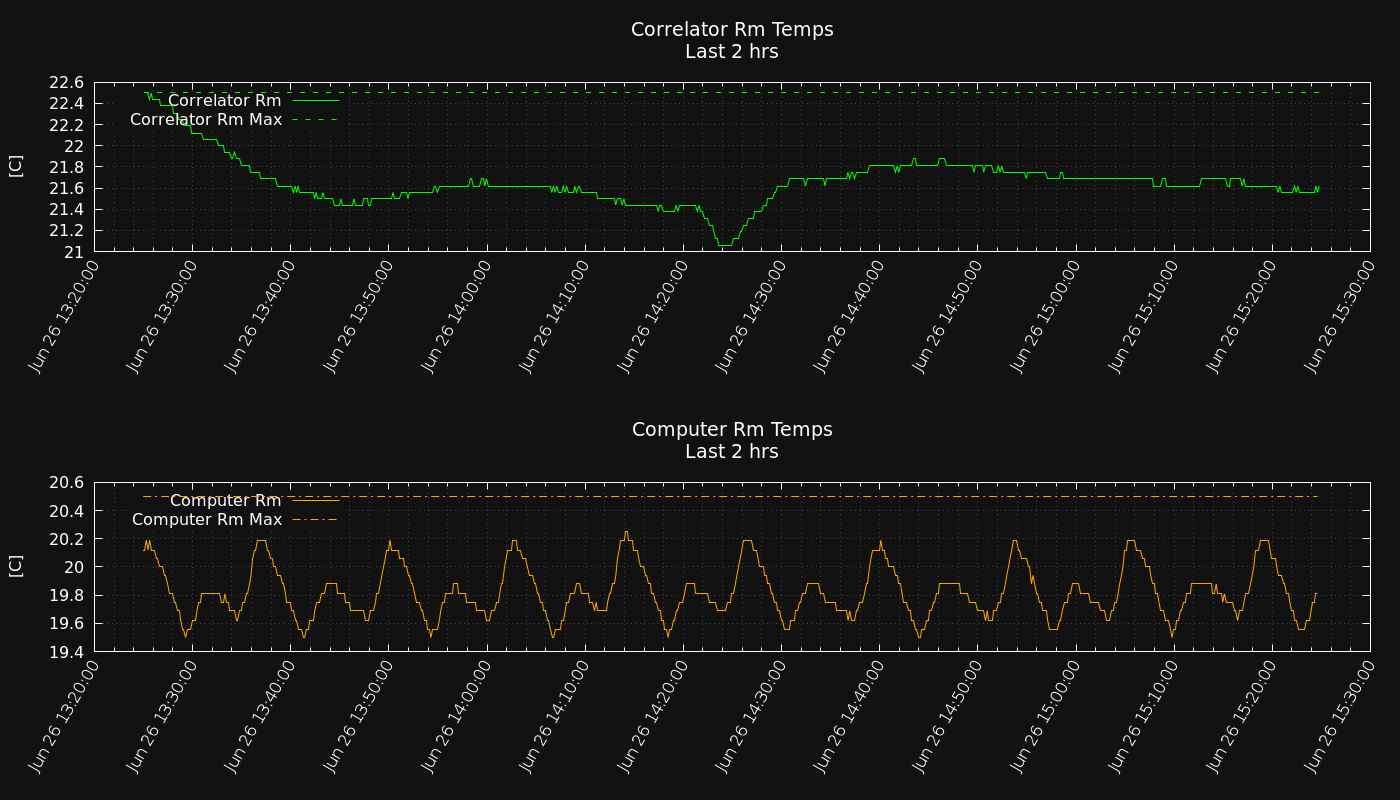 Correlator Rm Temps
Last 2 hrs
22.6
22.4
22.2
22
21.8
21.6
21.4
21.2
21
[C]
Correlator Rm
Correlator Rm Max
Jun 26 13:20:00
Jun 26 13:30:00
Jun 26 13:40:00
Jun 26 13:50:00
Jun 26 14:00:00
Jun 26 14:10:00
Jun 26 14:20:00
Jun 26 14:30:00
Jun 26 14:40:00
Jun 26 14:50:00
Jun 26 15:00:00
Jun 26 15:10:00
Jun 26 15:20:00
Jun 26 15:30:00
Computer Rm Temps
Last 2 hrs
20.6
20.4
20.2
20
19.8
19.6
19.4
[C]
Computer Rm
Computer Rm Max
Jun 26 13:20:00
Jun 26 13:30:00
Jun 26 13:40:00
Jun 26 13:50:00
Jun 26 14:00:00
Jun 26 14:10:00
Jun 26 14:20:00
Jun 26 14:30:00
Jun 26 14:40:00
Jun 26 14:50:00
Jun 26 15:00:00
Jun 26 15:10:00
Jun 26 15:20:00
Jun 26 15:30:00